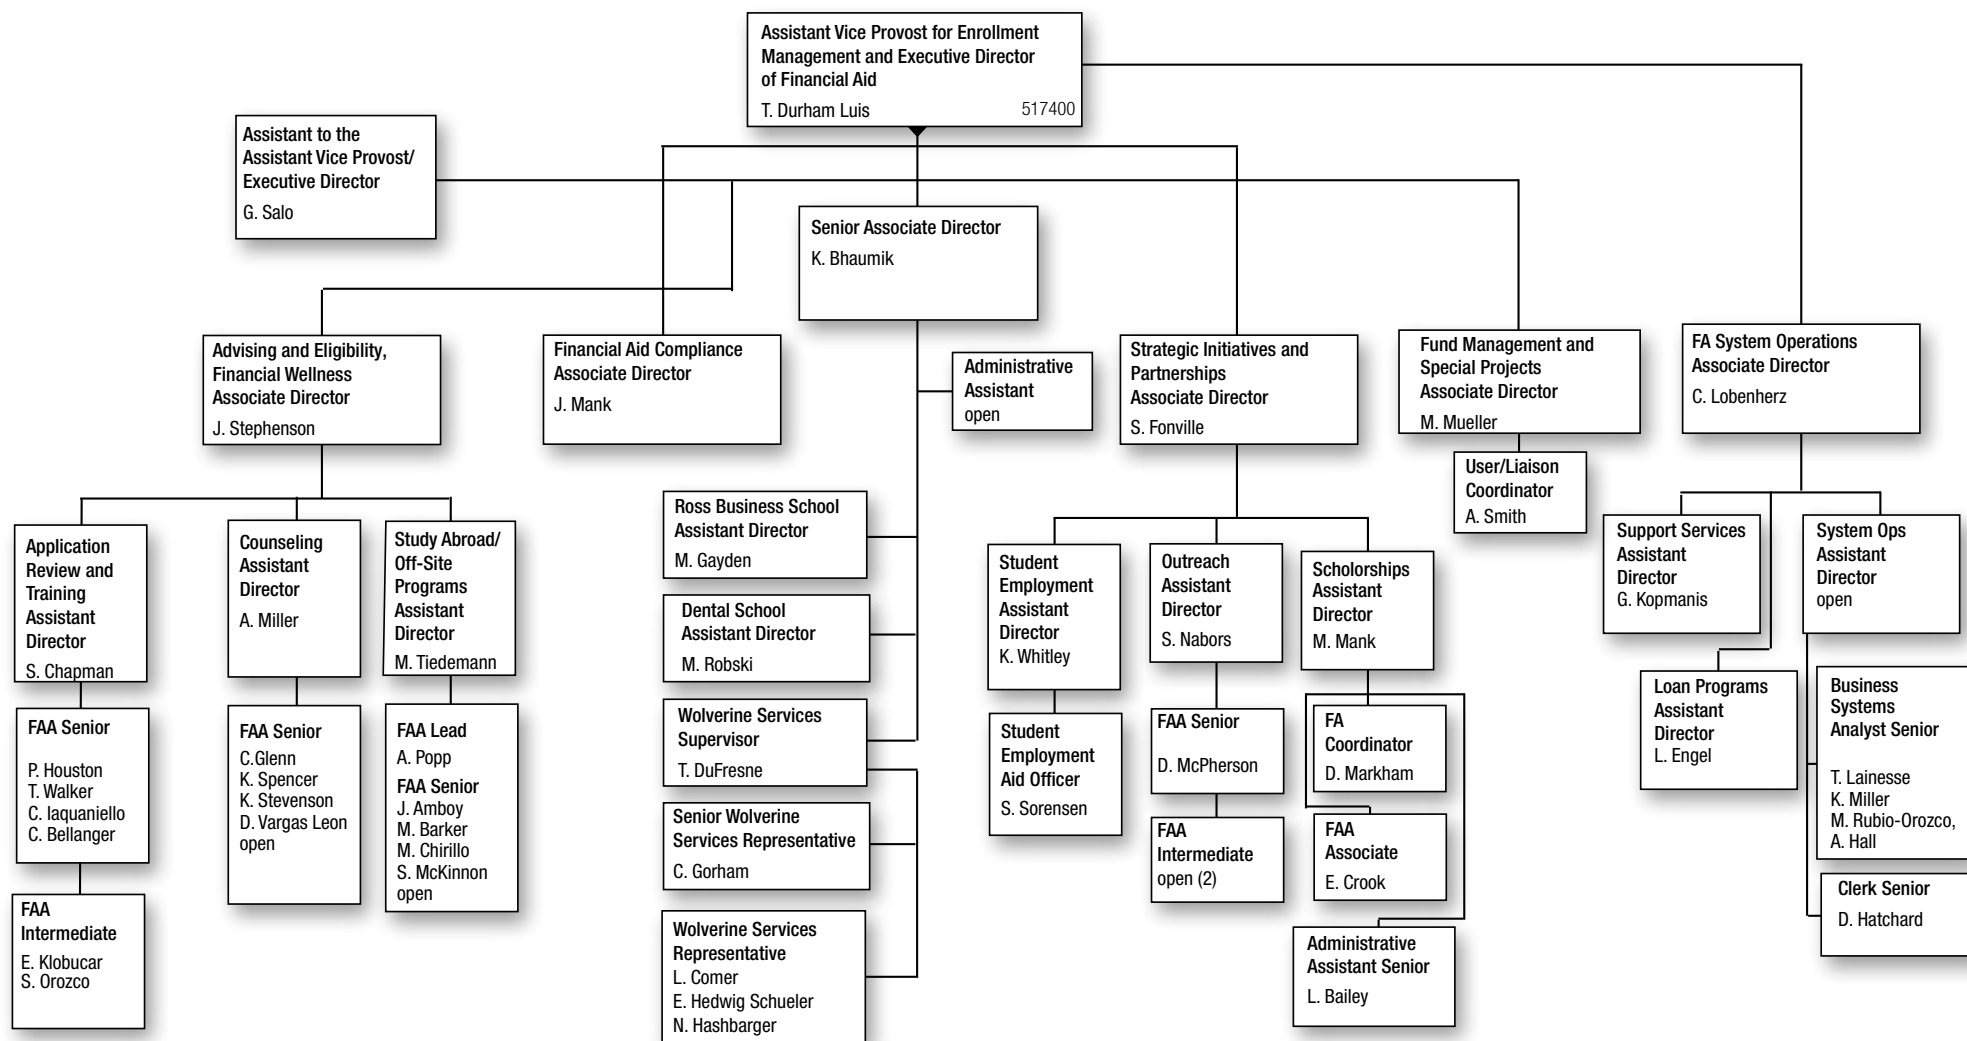 Assistant Vice Provost for Enrollment
Management and Executive Director
of Financial Aid
T. Durham Luis 517400
Assistant to the
Assistant Vice Provost/
Executive Director
G. Salo
Senior Associate Director
K. Bhaumik
Advising and Eligibility,
Financial Wellness
Associate Director
J. Stephenson
Financial Aid Compliance
Associate Director
J. Mank
Administrative
Assistant
open
Strategic Initiatives and
Partnerships
Associate Director
S. Fonville
Fund Management and
Special Projects
Associate Director
M. Mueller
FA System Operations
Associate Director
C. Lobenherz
User/Liaison
Coordinator
A. Smith
Application
Review and
Training
Assistant
Director
S. Chapman
Counseling
Assistant
Director
A. Miller
Study Abroad/
Off-Site
Programs
Assistant
Director
M. Tiedemann
Ross Business School
Assistant Director
M. Gayden
Dental School
Assistant Director
M. Robski
Wolverine Services
Supervisor
T. DuFresne
Senior Wolverine
Services Representative
C. Gorham
Wolverine Services
Representative
L. Comer
E. Hedwig Schueler
N. Hashbarger
Student
Employment
Assistant
Director
K. Whitley
Outreach
Assistant
Director
S. Nabors
Scholorships
Assistant
Director
M. Mank
Support Services
Assistant
Director
G. Kopmanis
System Ops
Assistant
Director
open
Loan Programs
Assistant
Director
L. Engel
Business
Systems
Analyst Senior
T. Lainesse
K. Miller
M. Rubio-Orozco,
A. Hall
Clerk Senior
D. Hatchard
FAA Senior
P. Houston
T. Walker
C. Iaquaniello
C. Bellanger
FAA
Intermediate
E. Klobucar
S. Orozco
FAA Senior
C.Glenn
K. Spencer
K. Stevenson
D. Vargas Leon
open
FAA Lead
A. Popp
FAA Senior
J. Amboy
M. Barker
M. Chirillo
S. McKinnon
open
Student
Employment
Aid Officer
S. Sorensen
FAA Senior
D. McPherson
FAA
Intermediate
open (2)
FA
Coordinator
D. Markham
FAA
Associate
E. Crook
Administrative
Assistant Senior
L. Bailey